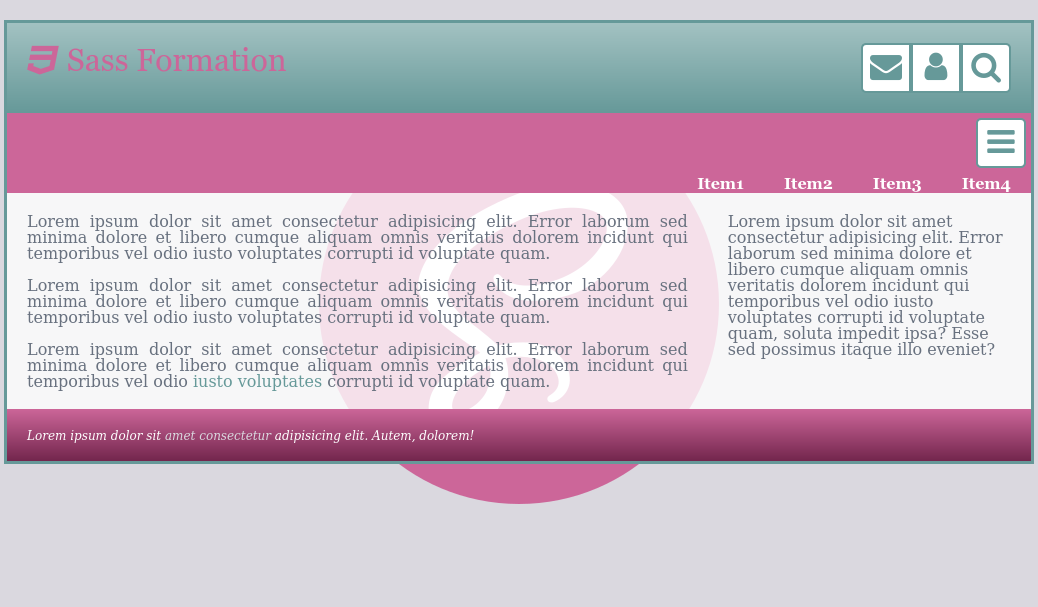 Sass Formation
Item1 Item2 Item3 Item4
Lorem ipsum dolor sit amet consectetur adipisicing elit. Error laborum sed
minima dolore et libero cumque aliquam omnis veritatis dolorem incidunt qui
temporibus vel odio iusto voluptates corrupti id voluptate quam.
Lorem ipsum dolor sit amet consectetur adipisicing elit. Error laborum sed
minima dolore et libero cumque aliquam omnis veritatis dolorem incidunt qui
temporibus vel odio iusto voluptates corrupti id voluptate quam.
Lorem ipsum dolor sit amet consectetur adipisicing elit. Error laborum sed
minima dolore et libero cumque aliquam omnis veritatis dolorem incidunt qui
temporibus vel odio iusto voluptates corrupti id voluptate quam.
Lorem ipsum dolor sit amet
consectetur adipisicing elit. Error
laborum sed minima dolore et
libero cumque aliquam omnis
veritatis dolorem incidunt qui
temporibus vel odio iusto
voluptates corrupti id voluptate
quam, soluta impedit ipsa? Esse
sed possimus itaque illo eveniet?
Lorem ipsum dolor sit amet consectetur adipisicing elit. Autem, dolorem!